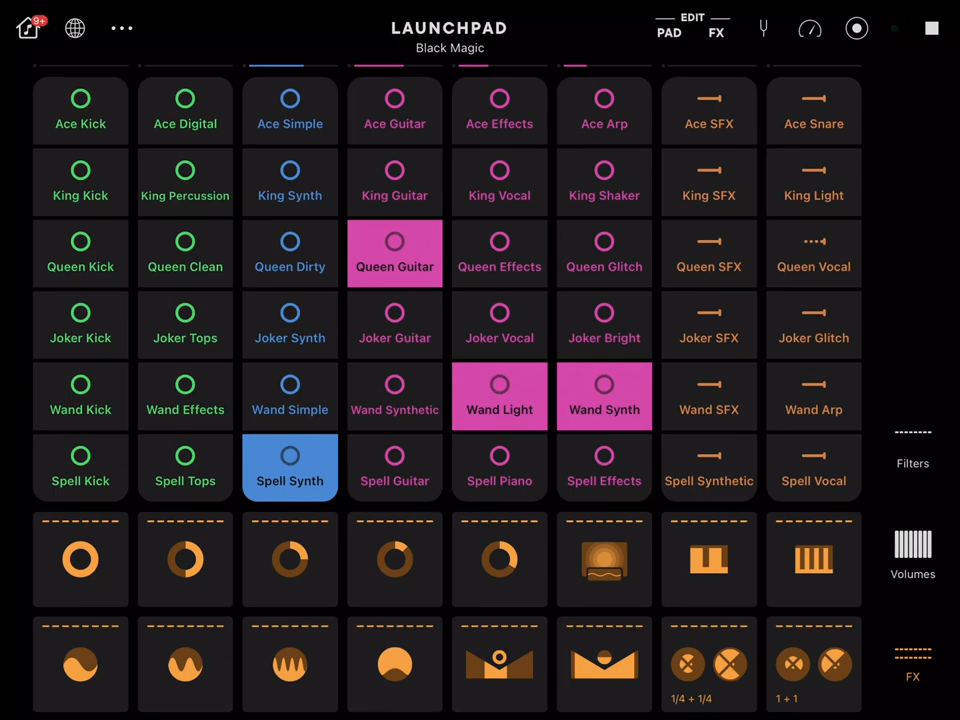 9+
LAUNCHPAD
Black Magic
EDIT
PAD FX
Ace Kick Ace Digital Ace Simple Ace Guitar Ace Effects Ace Arp Ace SFX Ace Snare
King Kick King Percussion King Synth King Guitar King Vocal King Shaker King SFX King Light
Queen Kick Queen Clean Queen Dirty Queen Guitar Queen Effects Queen Glitch Queen SFX Queen Vocal
Joker Kick Joker Tops Joker Synth Joker Guitar Joker Vocal Joker Bright Joker SFX Joker Glitch
Wand Kick Wand Effects Wand Simple Wand Synthetic Wand Light Wand Synth Wand SFX Wand Arp
Filters
Spell Kick Spell Tops Spell Synth Spell Guitar Spell Piano Spell Effects Spell Synthetic Spell Vocal
Volumes
FX
1/4 + 1/4 1 + 1